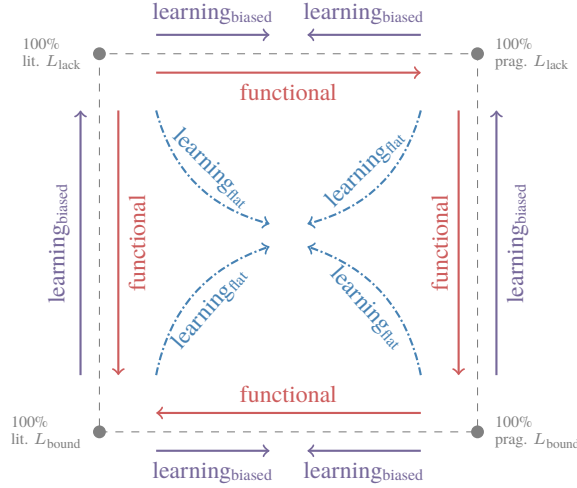 learning_biased learning_biased
100%
lit. L_lack
100%
prag. L_lack
functional
learning_flat
learning_flat
learning_biased
functional
functional
learning_biased
learning_flat
learning_flat
functional
100%
lit. L_bound
100%
prag. L_bound
learning_biased learning_biased